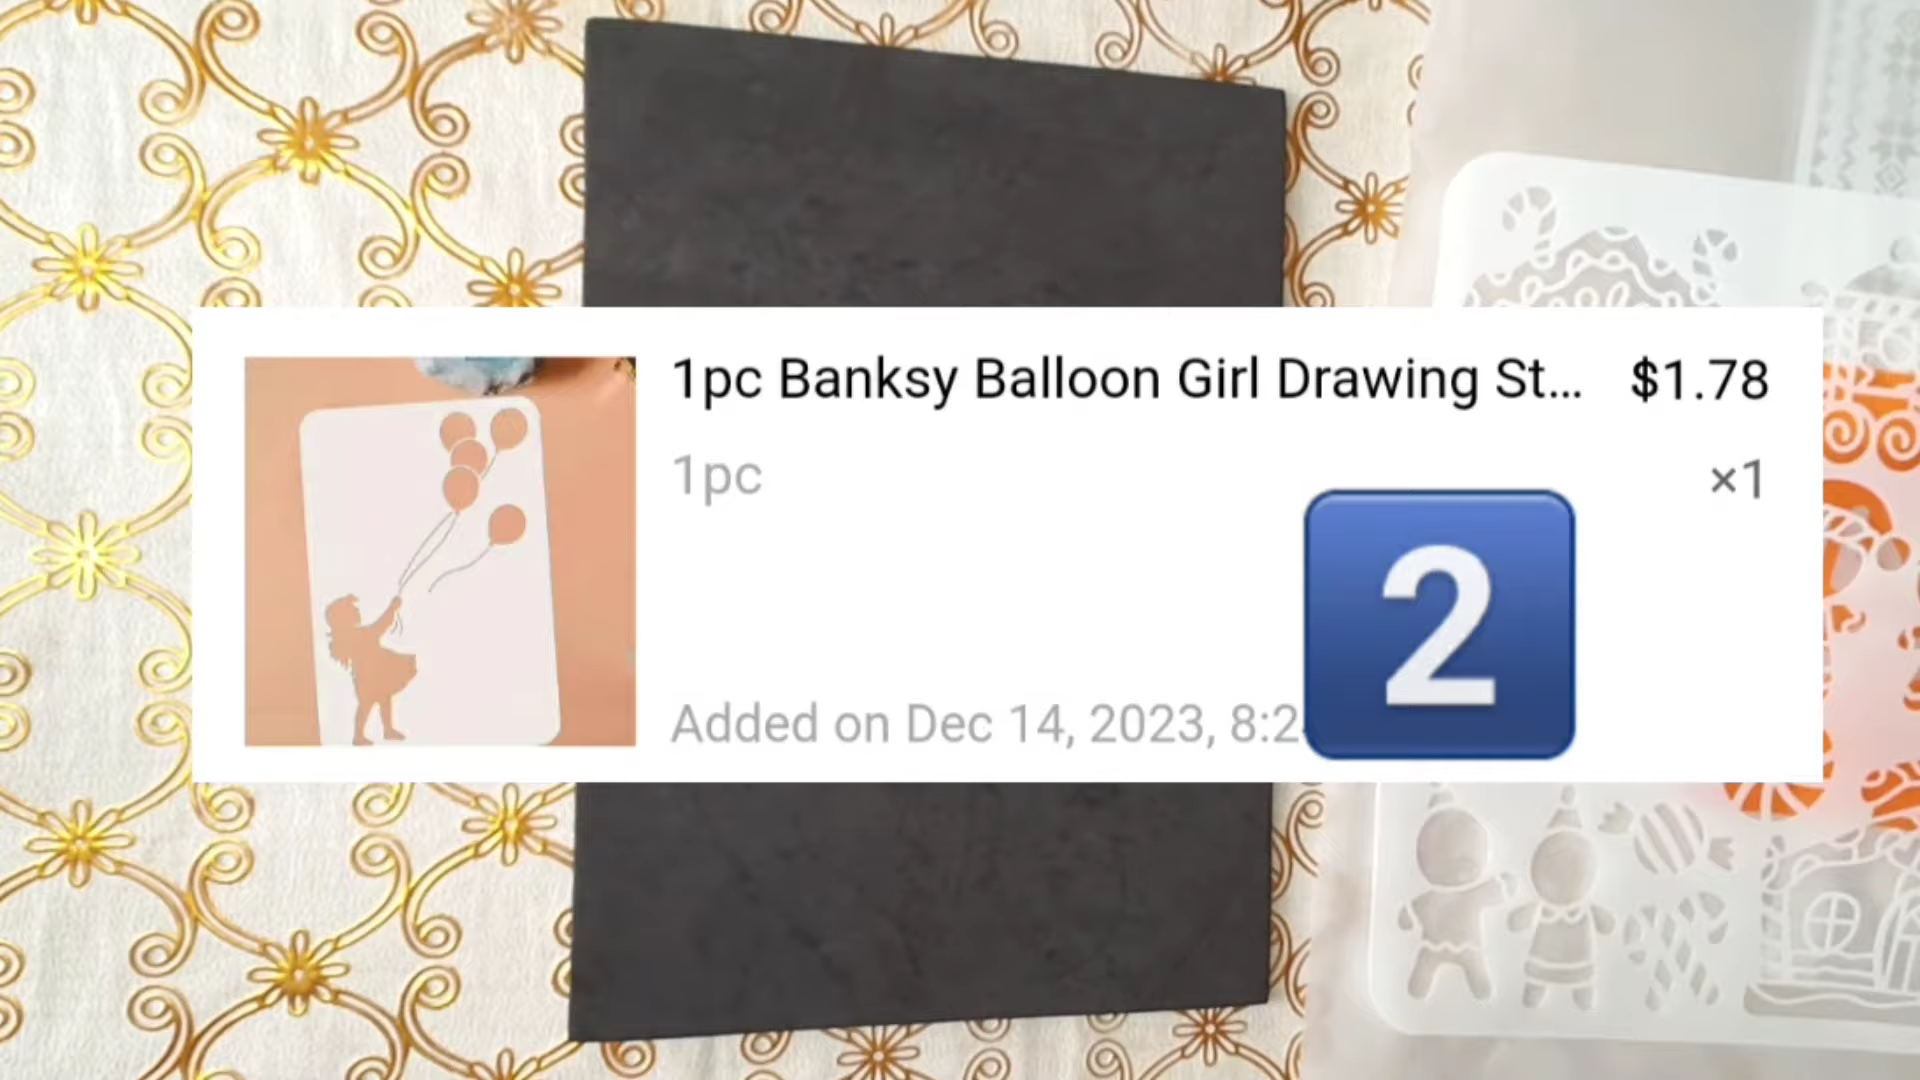 1pc Banksy Balloon Girl Drawing St... $1.78
1pc
×1
2
Added on Dec 14, 2023, 8:2